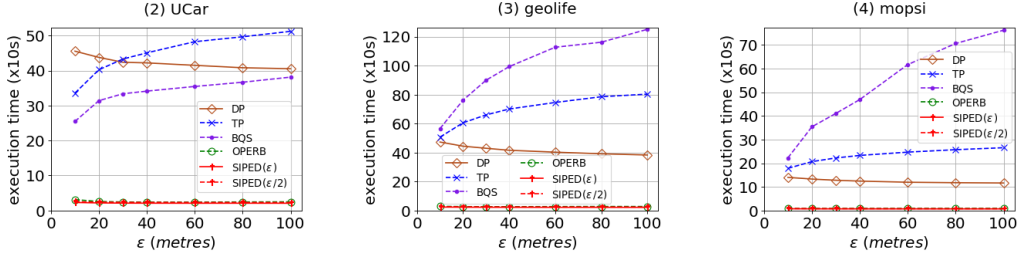 (2) UCar
execution time (x10s)
50
40
30
20
10
0
DP
TP
BQS
OPERB
SIPED(ε)
SIPED(ε/2)
0 20 40 60 80 100
ε (metres)
(3) geolife
execution time (x10s)
120
100
80
60
40
20
0
DP OPERB
TP SIPED(ε)
BQS SIPED(ε/2)
0 20 40 60 80 100
ε (metres)
(4) mopsi
execution time (x10s)
70
60
50
40
30
20
10
0
DP
TP
BQS
OPERB
SIPED(ε)
SIPED(ε/2)
0 20 40 60 80 100
ε (metres)